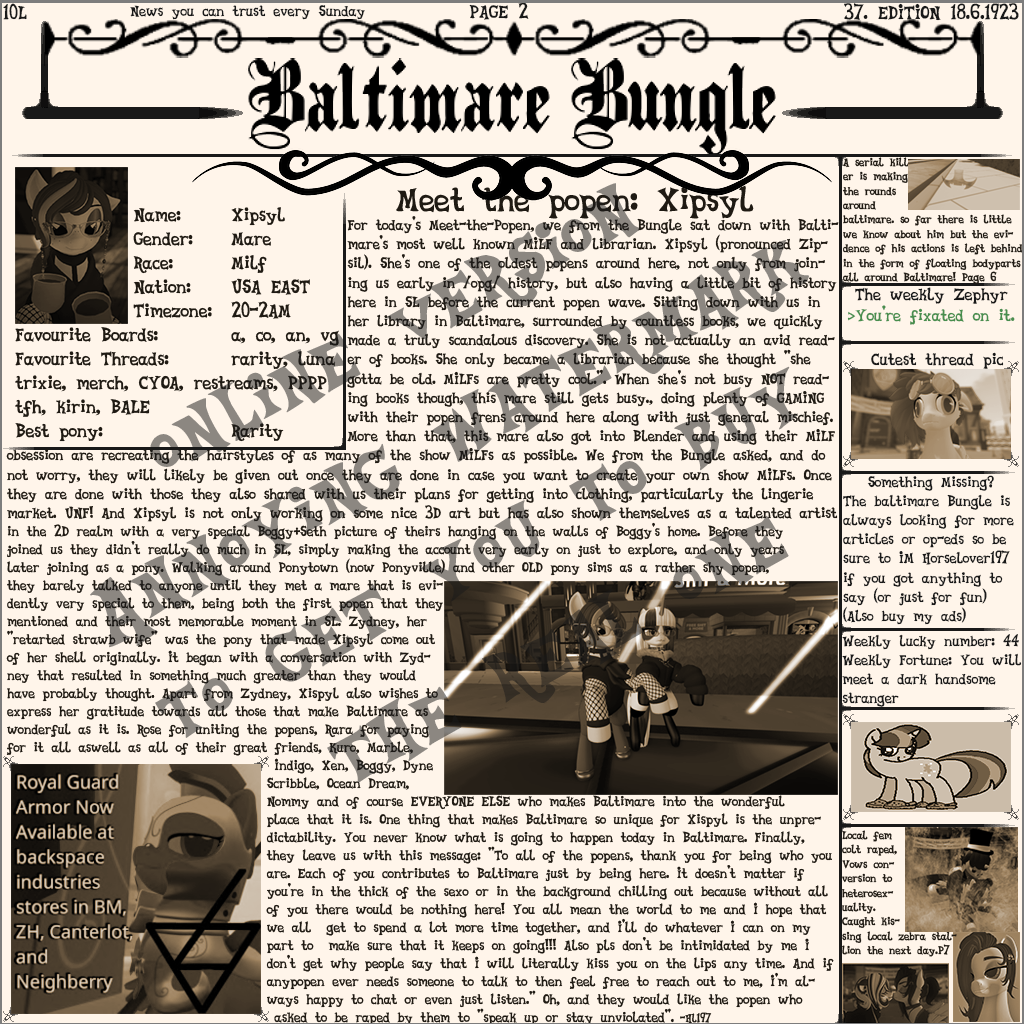 10L News you can trust every Sunday PAGE 2 37. EDITION 18.6.1923
Baltimare Bungle
Name: Xipsyl
Gender: Mare
Race: Milf
Nation: USA EAST
Timezone: 20-2AM
Favourite Boards: a, co, an, vg
Favourite Threads: rarity, luna
trixie, merch, CYOA, restreams, PPPP
tfh, kirin, BALE
Best pony: Rarity
Meet the popen: Xipsyl
For today's Meet-the-Popen, we from the Bungle sat down with Balti-
mare's most well known MiLF and Librarian. Xipsyl (pronounced Zip-
sil). She's one of the oldest popens around here, not only from join-
ing us early in /opg/ history, but also having a little bit of history
here in SL before the current popen wave. Sitting down with us in
her Library in Baltimare, surrounded by countless books, we quickly
made a truly scandalous discovery. She is not actually an avid read-
er of books. She only became a librarian because she thought "she
gotta be old. MiLFs are pretty cool." When she's not busy NOT read-
ing books though, this mare still gets busy., doing plenty of GAMiNG
with their popen frens around here along with just general mischief.
More than that, this mare also got into Blender and using their MiLF
obsession are recreating the hairstyles of as many of the show MiLFs as possible. We from the Bungle asked, and do
not worry, they will likely be given out once they are done in case you want to create your own show MiLFs. Once
they are done with those they also shared with us their plans for getting into clothing, particularly the Lingerie
market. UNF! And Xipsyl is not only working on some nice 3D art but has also shown themselves as a talented artist
in the 2D realm with a very special Boggy+Seth picture of theirs hanging on the walls of Boggy's home. Before they
joined us they didn't really do much in SL, simply making the account very early on just to explore, and only years
Later joining as a pony. Walking around Ponytown (now Ponyville) and other OLD pony sims as a rather shy popen,
they barely talked to anyone until they met a mare that is evi-
dently very special to them, being both the first popen that they
mentioned and their most memorable moment in SL. Zydney, her
"retarted strawb wife" was the pony that made Xipsyl come out
of her shell originally. it began with a conversation with Zyd-
ney that resulted in something much greater than they would
have probably thought. Apart from Zydney, Xispyl also wishes to
express her gratitude towards all those that make Baltimare as
wonderful as it is. Rose for uniting the popens, Rara for paying
for it all aswell as all of their great friends, Kuro, Marble,
indigo, Xen, Boggy, Dyne
Scribble, Ocean Dream,
Nommy and of course EVERYONE ELSE who makes Baltimare into the wonderful
place that it is. One thing that makes Baltimare so unique for Xispyl is the unpre-
dictability. You never know what is going to happen today in Baltimare. Finally,
they leave us with this message: "To all of the popens, thank you for being who you
are. Each of you contributes to Baltimare just by being here. It doesn't matter if
you're in the thick of the sexo or in the background chilling out because without all
of you there would be nothing here! You all mean the world to me and I hope that
we all get to spend a lot more time together, and i'll do whatever i can on my
part to make sure that it keeps on going!!! Also pls don't be intimidated by me i
don't get why people say that i will literally kiss you on the lips any time. And if
anypopen ever needs someone to talk to then feel free to reach out to me, i'm al-
ways happy to chat or even just listen." Oh, and they would like the popen who
asked to be raped by them to "speak up or stay unviolated". -HL197
Royal Guard
Armor Now
Available at
backspace
industries
stores in BM,
ZH, Canterlot,
and
Neighberry
A serial kill
er is making
the rounds
around
baltimare. so far there is little
we know about him but the evi-
dence of his actions is left behind
in the form of floating bodyparts
all around Baltimare! Page 6
The weekly Zephyr
>You're fixated on it.
Cutest thread pic
Something Missing?
The baltimare Bungle is
always looking for more
articles or op-eds so be
sure to iM Horselover197
if you got anything to
say (or just for fun)
(Also buy my ads)
Weekly Lucky number: 44
Weekly Fortune: You will
meet a dark handsome
stranger
Local fem
colt raped,
Vows con-
version to
heterosex-
uality.
Caught kis-
sing local zebra stal-
lion the next day.P7
ONLiNE VERSiON
ANNOYiNG WATERMARK
TO GET YOU TO BUY
THE REAL ONE